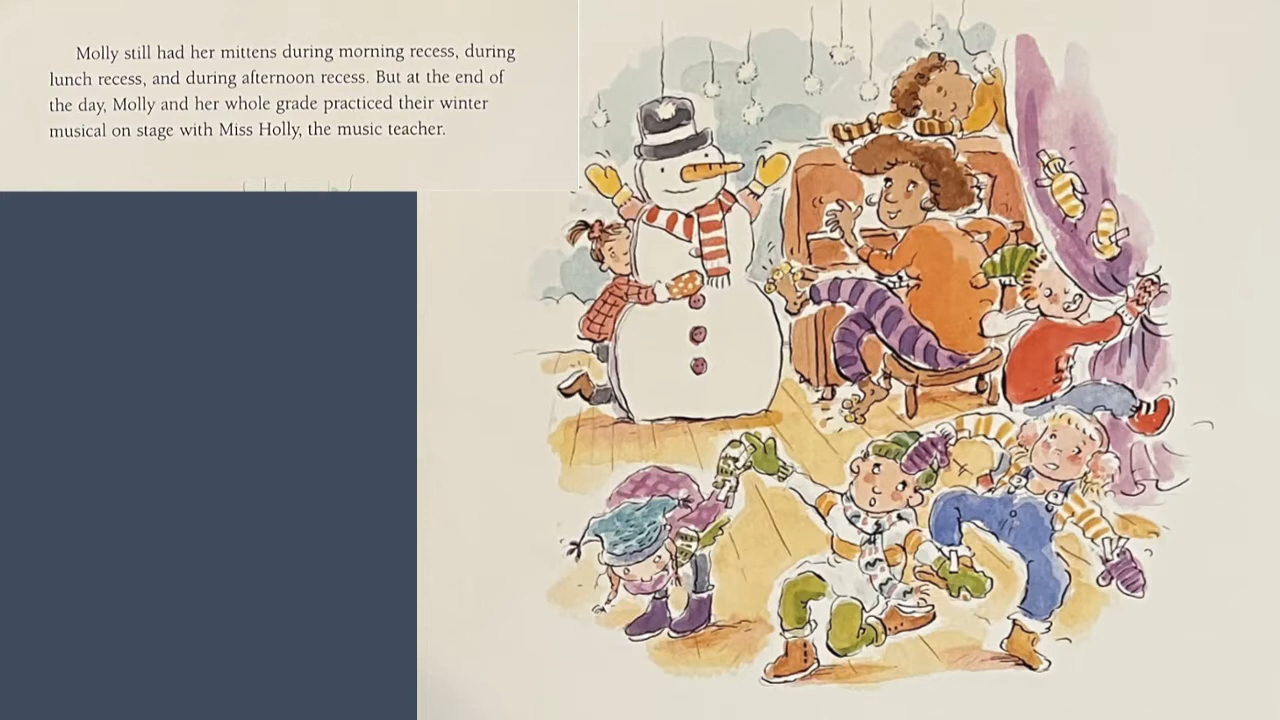 Molly still had her mittens during morning recess, during
lunch recess, and during afternoon recess. But at the end of
the day, Molly and her whole grade practiced their winter
musical on stage with Miss Holly, the music teacher.